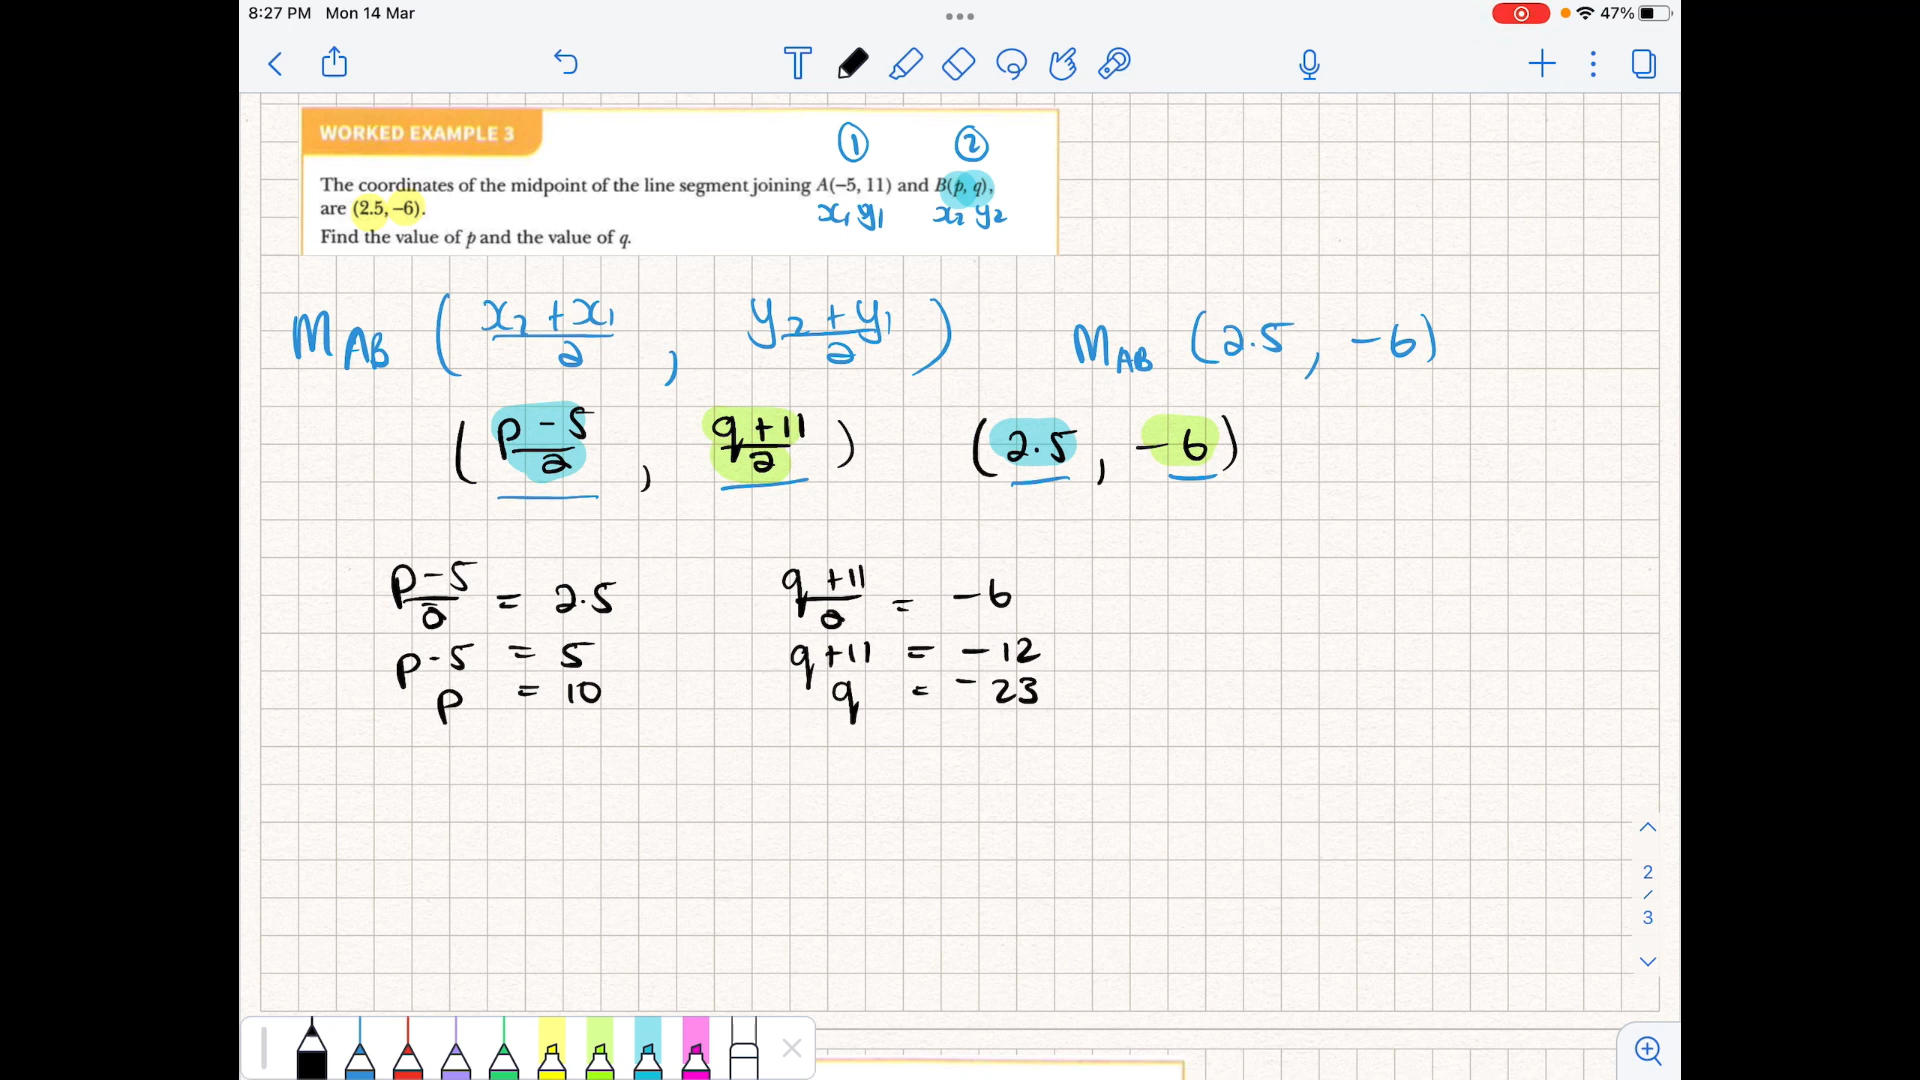 8:27 PM Mon 14 Mar 47%
WORKED EXAMPLE 3
① ②
The coordinates of the midpoint of the line segment joining A(−5, 11) and B(p, q),
are (2.5, −6).
x₁ y₁ x₂ y₂
Find the value of p and the value of q.
M_AB ( (x₂ + x₁)/2 , (y₂ + y₁)/2 ) M_AB (2.5, −6)
( (p − 5)/2 , (q + 11)/2 ) (2.5, −6)
(p − 5)/2 = 2.5 (q + 11)/2 = −6
p − 5 = 5 q + 11 = −12
p = 10 q = −23
2
/
3